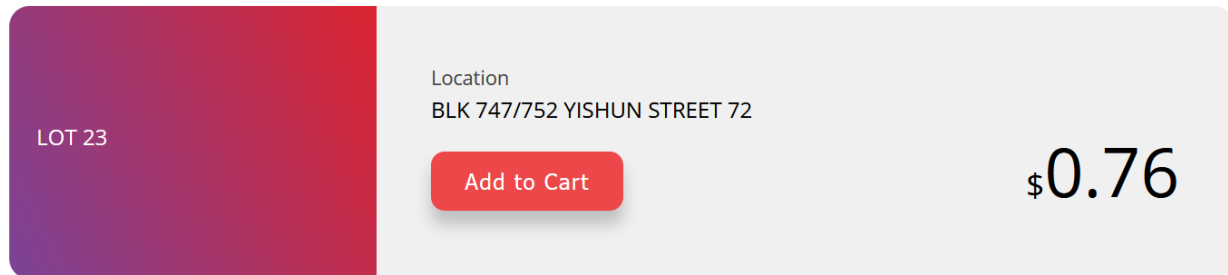 LOT 23
Location
BLK 747/752 YISHUN STREET 72
Add to Cart
$0.76